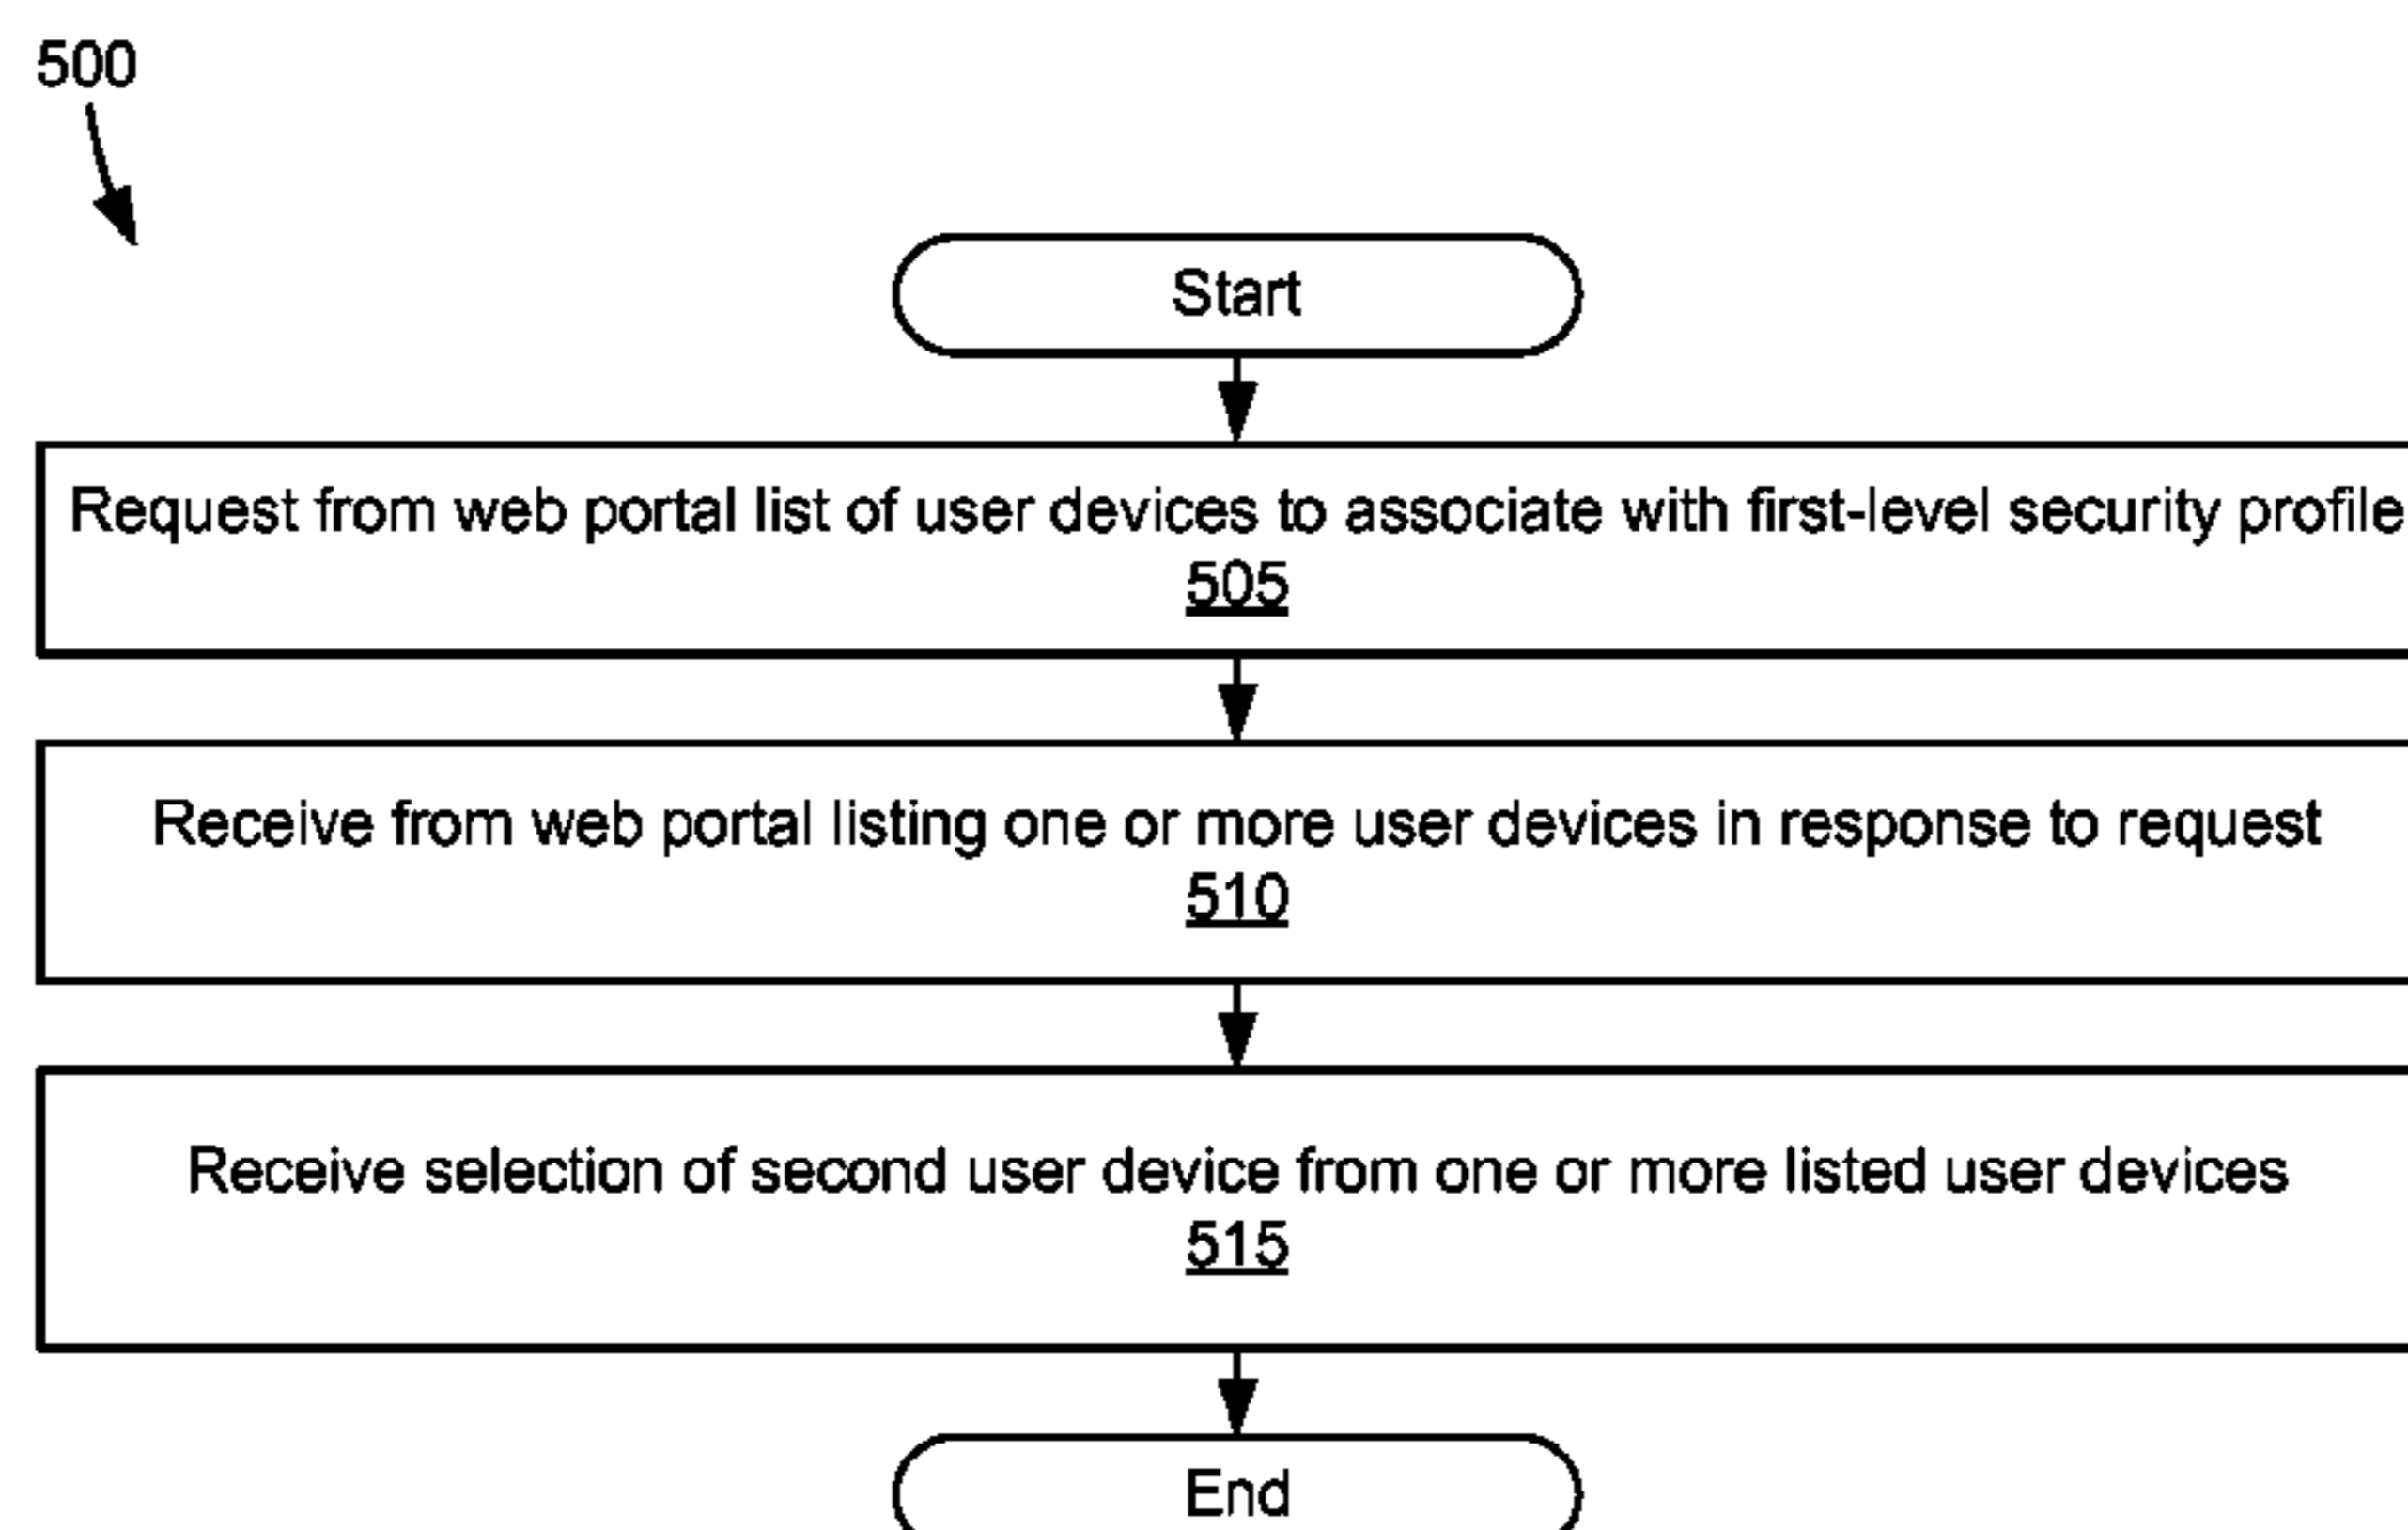 500
Start
Request from web portal list of user devices to associate with first-level security profile
505
Receive from web portal listing one or more user devices in response to request
510
Receive selection of second user device from one or more listed user devices
515
End